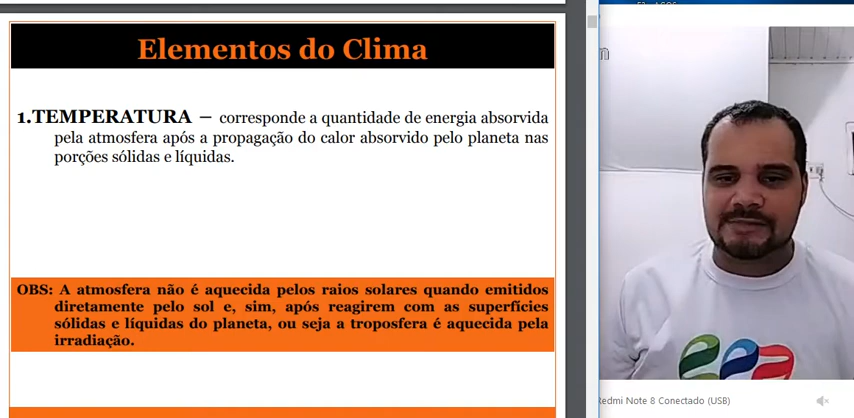 Elementos do Clima
1.TEMPERATURA – corresponde a quantidade de energia absorvida
pela atmosfera após a propagação do calor absorvido pelo planeta nas
porções sólidas e líquidas.
OBS: A atmosfera não é aquecida pelos raios solares quando emitidos
diretamente pelo sol e, sim, após reagirem com as superfícies
sólidas e líquidas do planeta, ou seja a troposfera é aquecida pela
irradiação.
Redmi Note 8 Conectado (USB)